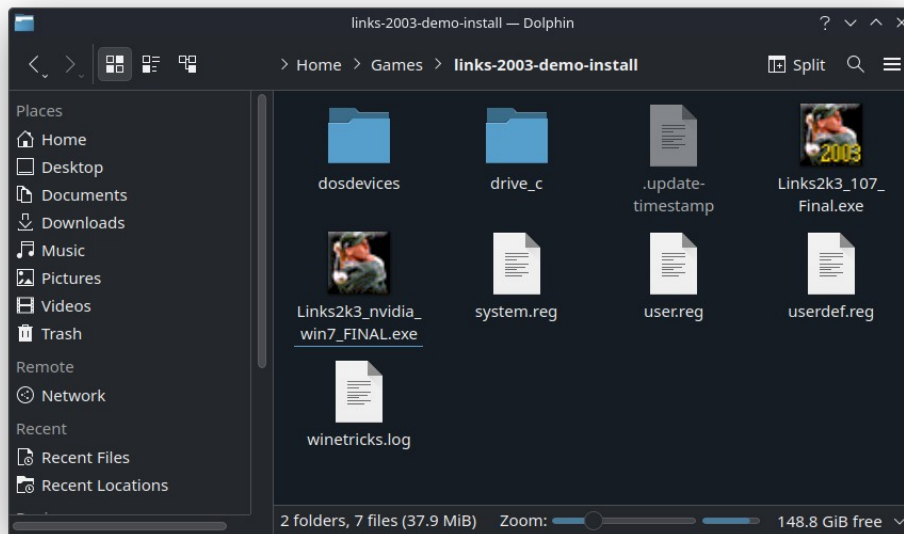 links-2003-demo-install — Dolphin
> Home > Games > links-2003-demo-install
Split
Places
Home
Desktop
Documents
Downloads
Music
Pictures
Videos
Trash
Remote
Network
Recent
Recent Files
Recent Locations
dosdevices
drive_c
.update-
timestamp
2003
Links2k3_107_
Final.exe
Links2k3_nvidia_
win7_FINAL.exe
system.reg
user.reg
userdef.reg
winetricks.log
2 folders, 7 files (37.9 MiB)
Zoom:
148.8 GiB free